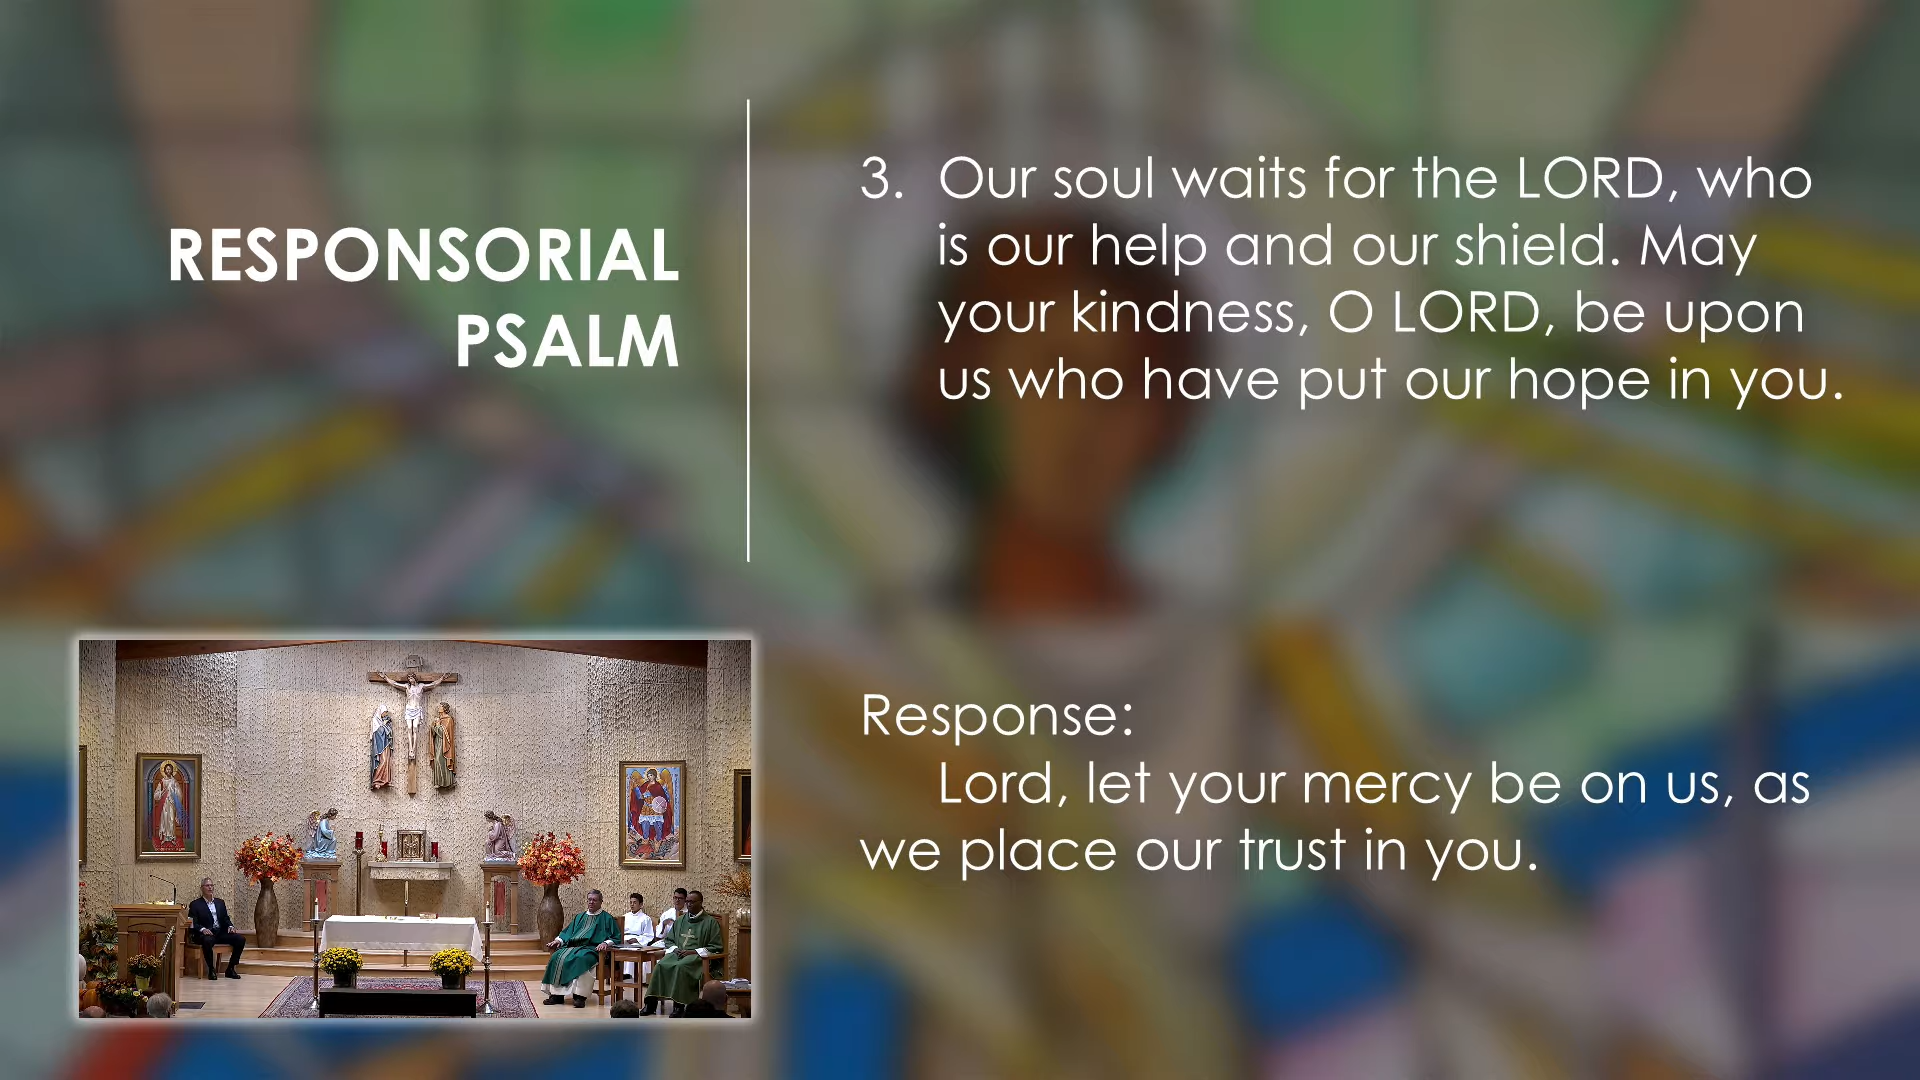 RESPONSORIAL
PSALM
3. Our soul waits for the LORD, who
is our help and our shield. May
your kindness, O LORD, be upon
us who have put our hope in you.
Response:
Lord, let your mercy be on us, as
we place our trust in you.